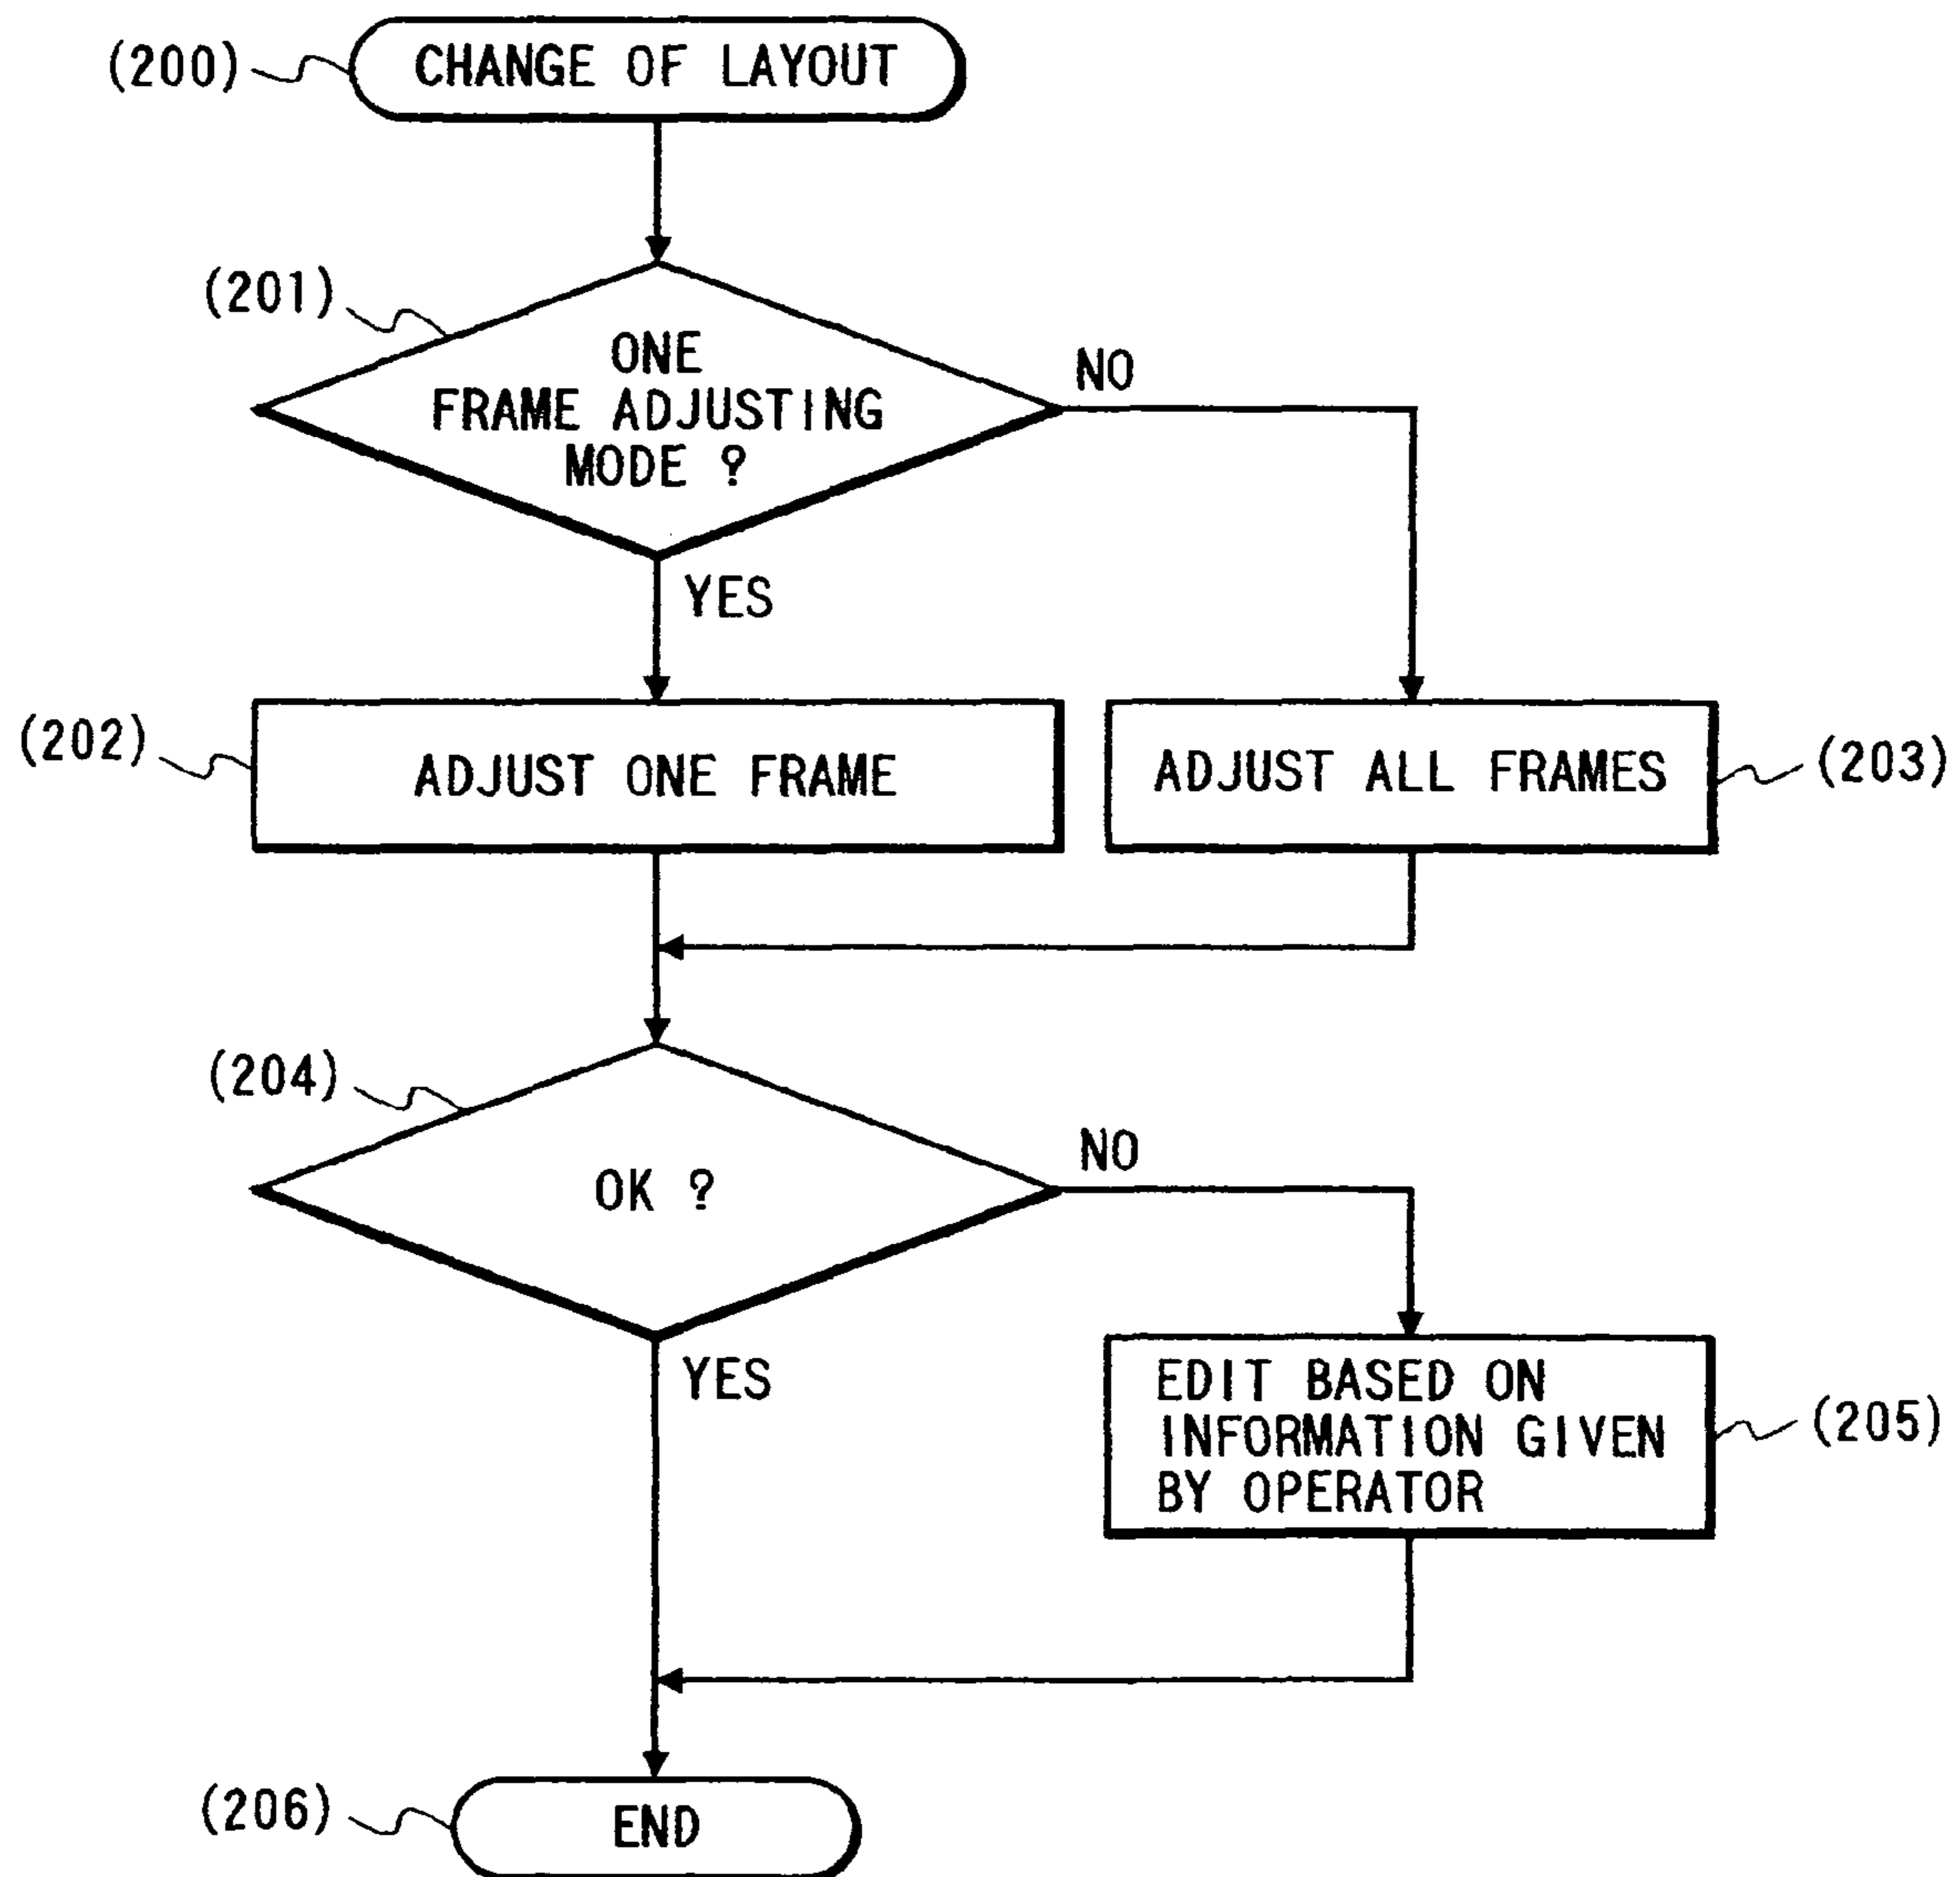 (200)
CHANGE OF LAYOUT
(201)
ONE
FRAME ADJUSTING
MODE ?
NO
YES
(202)
ADJUST ONE FRAME
ADJUST ALL FRAMES
(203)
(204)
OK ?
NO
YES
EDIT BASED ON
INFORMATION GIVEN
BY OPERATOR
(205)
(206)
END